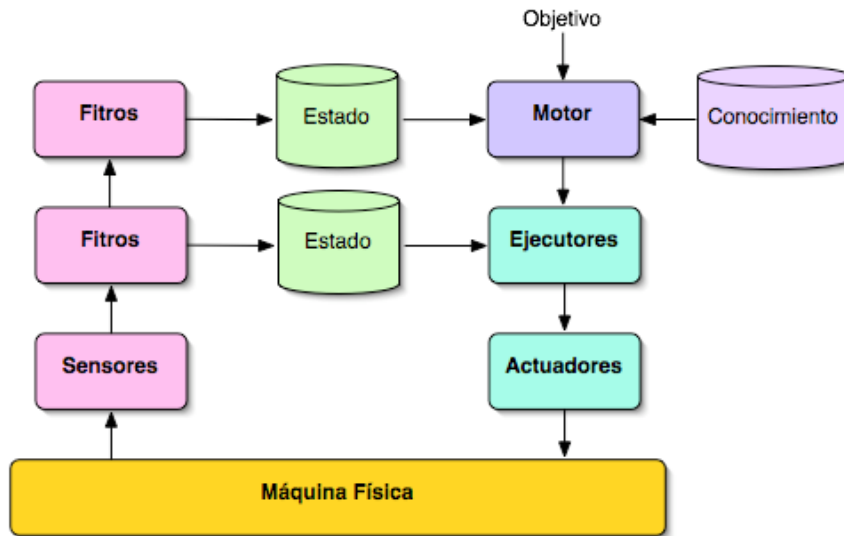 Objetivo
Fitros
Estado
Motor
Conocimiento
Fitros
Estado
Ejecutores
Sensores
Actuadores
Máquina Física